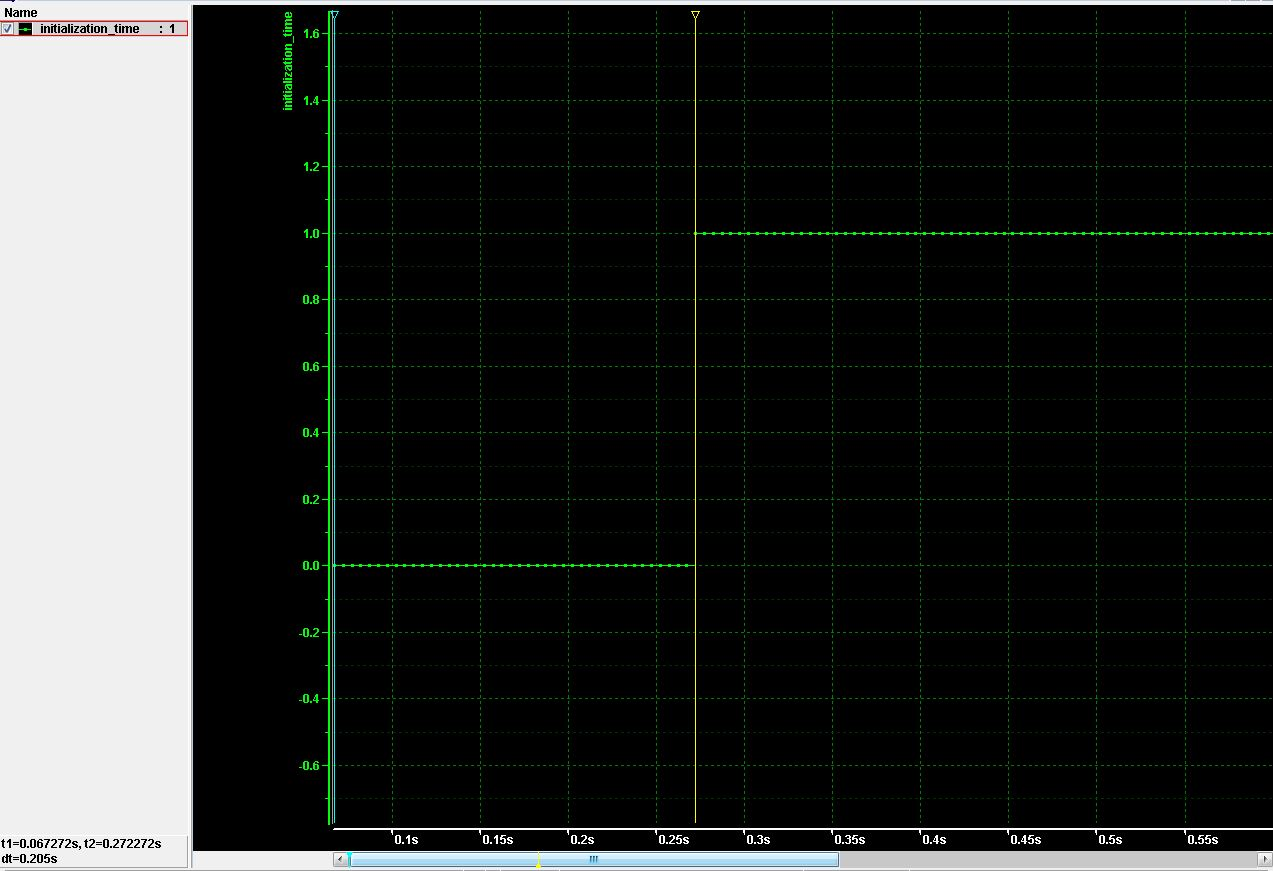 Name
initialization_time : 1
initialization_time
1.6
1.4
1.2
1.0
0.8
0.6
0.4
0.2
0.0
-0.2
-0.4
-0.6
0.1s 0.15s 0.2s 0.25s 0.3s 0.35s 0.4s 0.45s 0.5s 0.55s
t1=0.067272s, t2=0.272272s
dt=0.205s